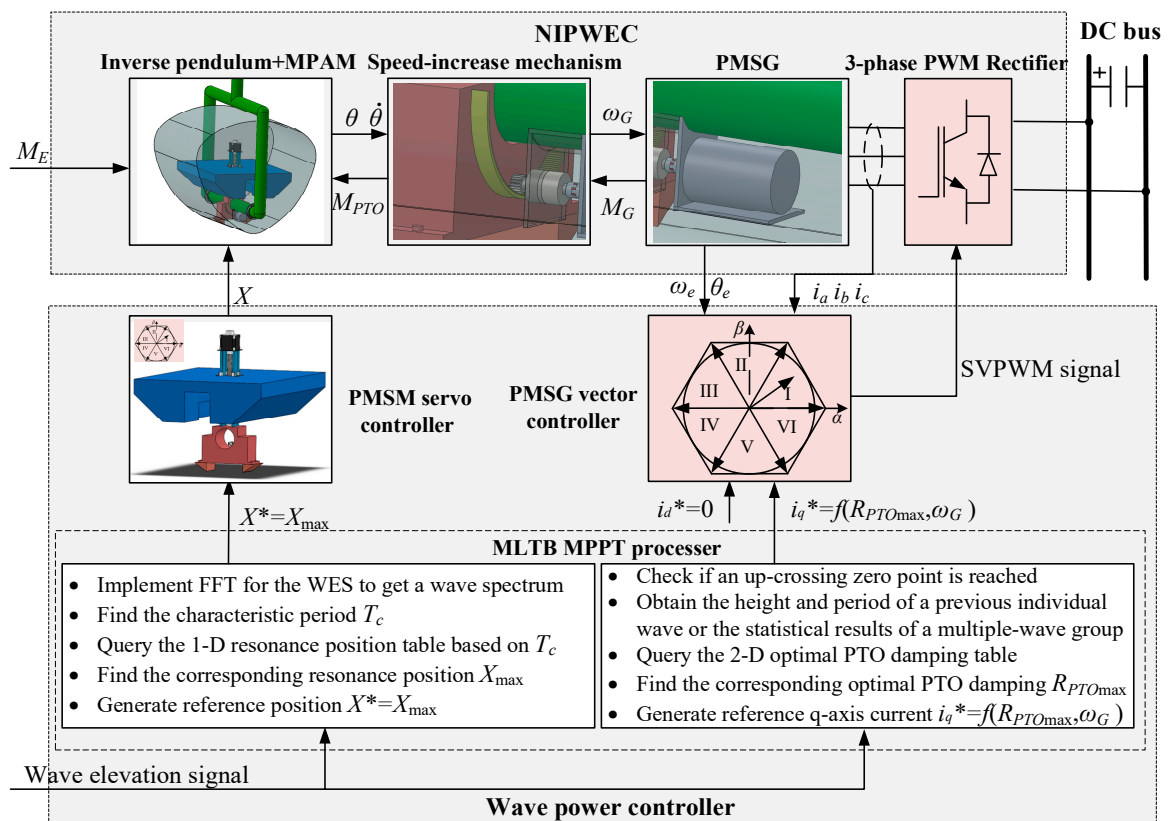 NIPWEC
DC bus
Inverse pendulum+MPAM
Speed-increase mechanism
PMSG
3-phase PWM Rectifier
+
M_E
θ θ̇
M_PTO
ω_G
M_G
X
ω_e θ_e
i_a i_b i_c
SVPWM signal
PMSM servo
controller
PMSG vector
controller
β
α
I
II
III
IV
V
VI
X*=X_max
i_d*=0
i_q*=f(R_PTOmax,ω_G )
MLTB MPPT processer
• Implement FFT for the WES to get a wave spectrum
• Find the characteristic period T_c
• Query the 1-D resonance position table based on T_c
• Find the corresponding resonance position X_max
• Generate reference position X*=X_max
• Check if an up-crossing zero point is reached
• Obtain the height and period of a previous individual
wave or the statistical results of a multiple-wave group
• Query the 2-D optimal PTO damping table
• Find the corresponding optimal PTO damping R_PTOmax
• Generate reference q-axis current i_q*=f(R_PTOmax,ω_G)
Wave elevation signal
Wave power controller